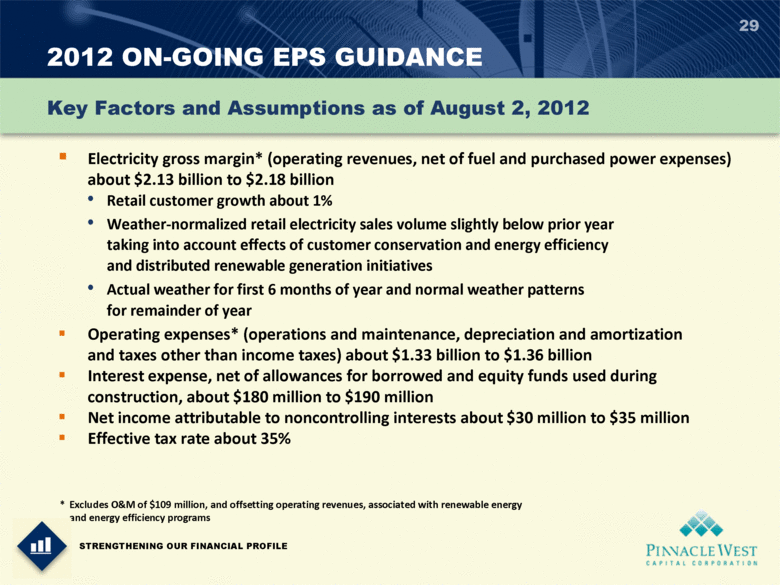 29
2012 ON-GOING EPS GUIDANCE
Key Factors and Assumptions as of August 2, 2012
▪ Electricity gross margin* (operating revenues, net of fuel and purchased power expenses)
about $2.13 billion to $2.18 billion
• Retail customer growth about 1%
• Weather-normalized retail electricity sales volume slightly below prior year
taking into account effects of customer conservation and energy efficiency
and distributed renewable generation initiatives
• Actual weather for first 6 months of year and normal weather patterns
for remainder of year
▪ Operating expenses* (operations and maintenance, depreciation and amortization
and taxes other than income taxes) about $1.33 billion to $1.36 billion
▪ Interest expense, net of allowances for borrowed and equity funds used during
construction, about $180 million to $190 million
▪ Net income attributable to noncontrolling interests about $30 million to $35 million
▪ Effective tax rate about 35%
* Excludes O&M of $109 million, and offsetting operating revenues, associated with renewable energy
and energy efficiency programs
STRENGTHENING OUR FINANCIAL PROFILE
PINNACLE WEST
CAPITAL CORPORATION